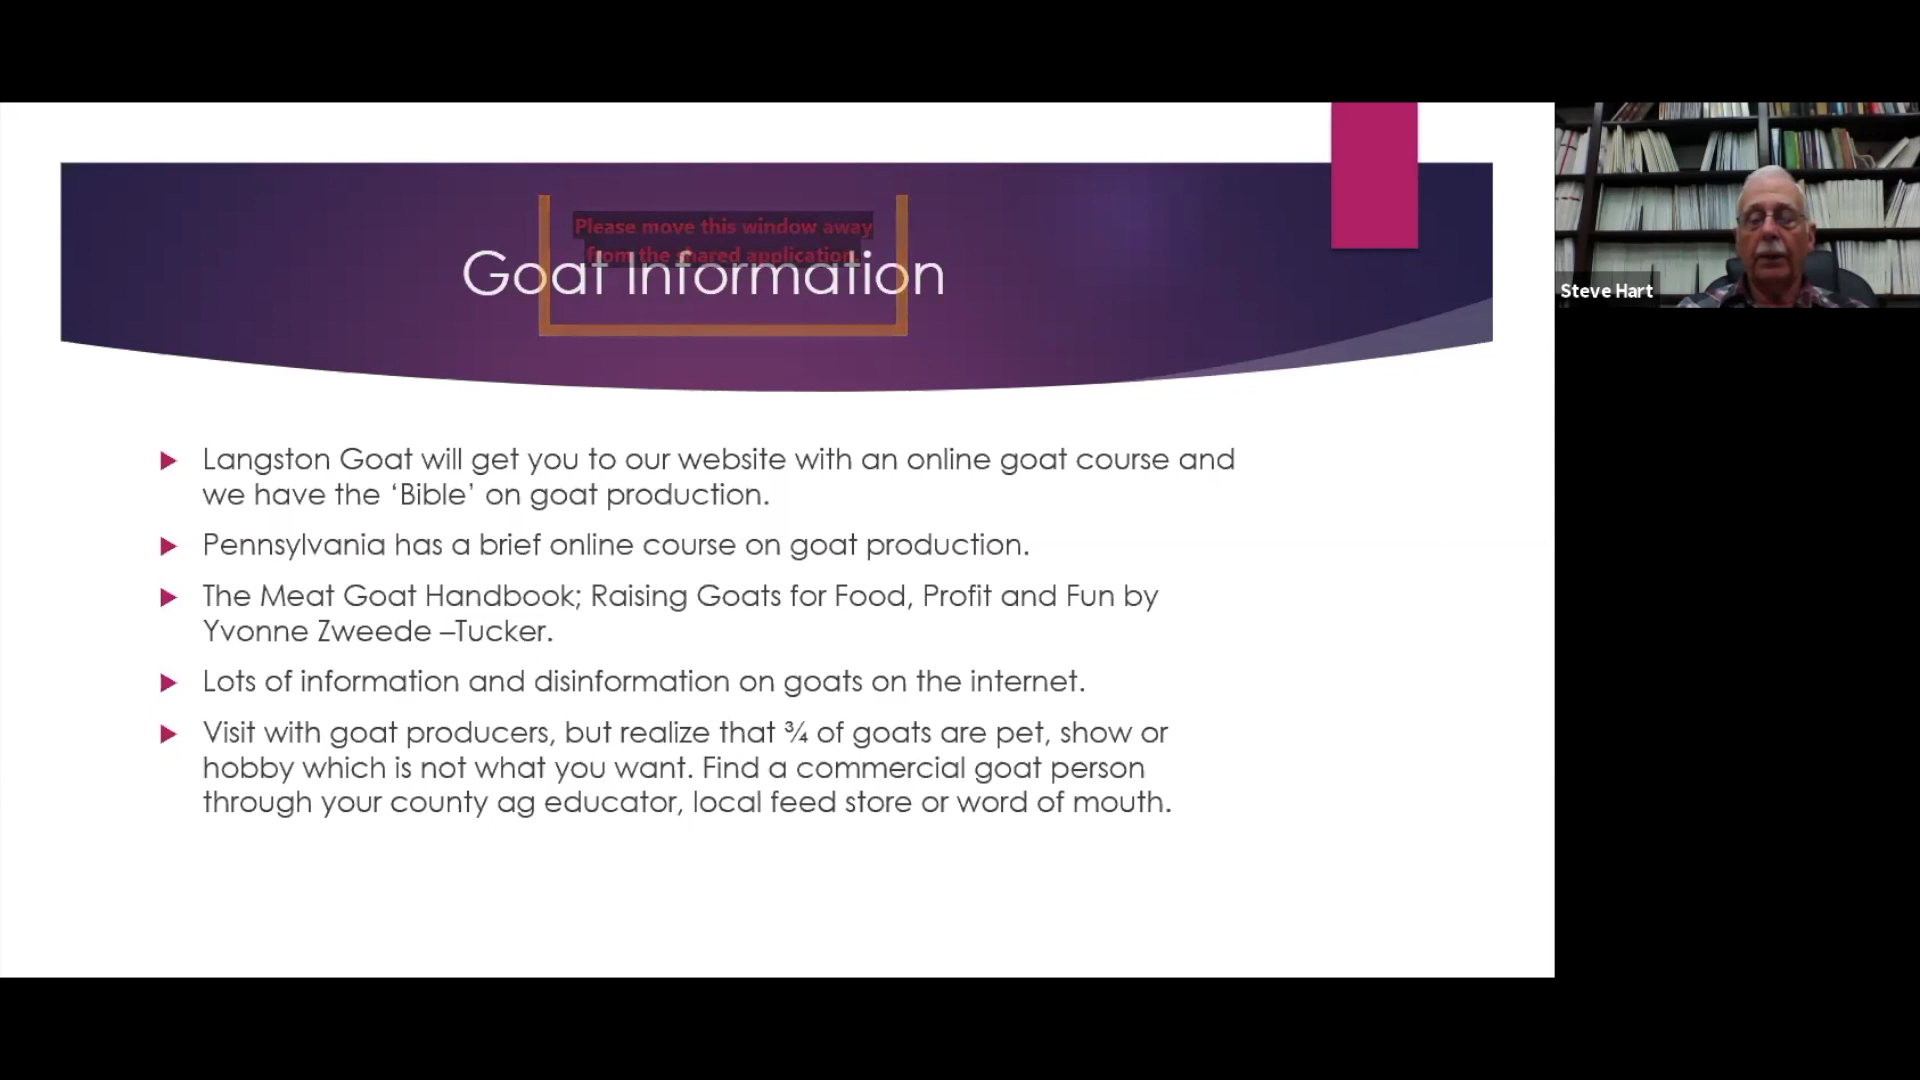 Please move this window away
from the shared application.
Goat Information
Steve Hart
Langston Goat will get you to our website with an online goat course and
we have the ‘Bible’ on goat production.
Pennsylvania has a brief online course on goat production.
The Meat Goat Handbook; Raising Goats for Food, Profit and Fun by
Yvonne Zweede –Tucker.
Lots of information and disinformation on goats on the internet.
Visit with goat producers, but realize that ¾ of goats are pet, show or
hobby which is not what you want. Find a commercial goat person
through your county ag educator, local feed store or word of mouth.